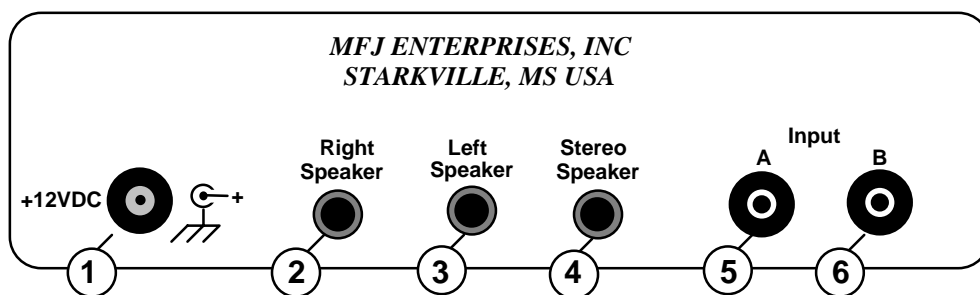 MFJ ENTERPRISES, INC
STARKVILLE, MS USA
Right
Speaker
Left
Speaker
Stereo
Speaker
Input
A
B
+12VDC
+
1
2
3
4
5
6